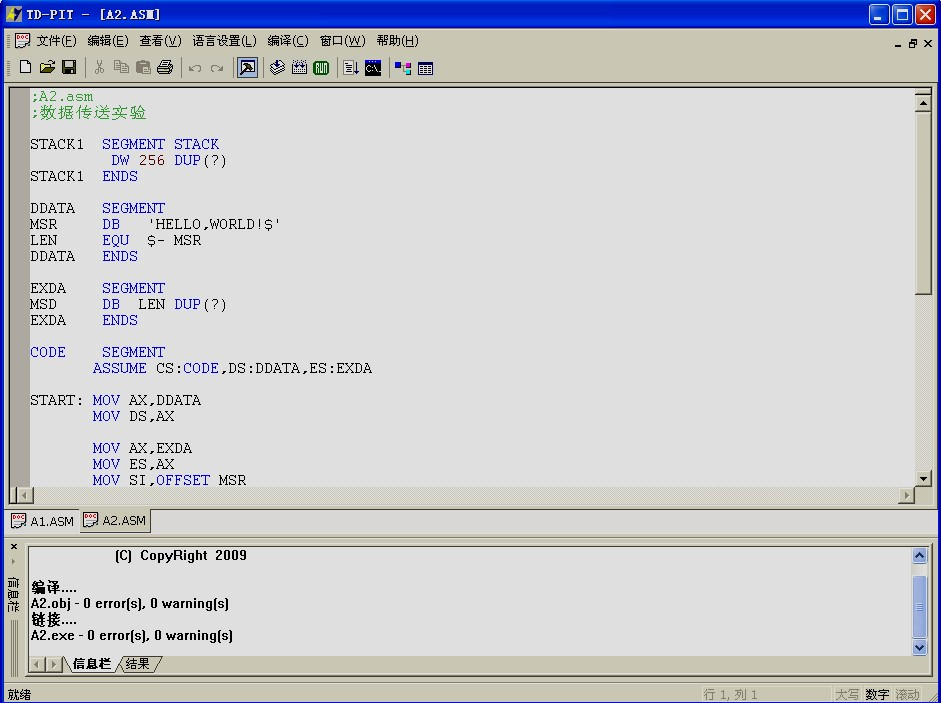 TD-PIT - [A2.ASM]
文件(F) 编辑(E) 查看(V) 语言设置(L) 编译(C) 窗口(W) 帮助(H)
;A2.asm
;数据传送实验
STACK1 SEGMENT STACK
DW 256 DUP(?)
STACK1 ENDS
DDATA SEGMENT
MSR DB 'HELLO,WORLD!$'
LEN EQU $- MSR
DDATA ENDS
EXDA SEGMENT
MSD DB LEN DUP(?)
EXDA ENDS
CODE SEGMENT
ASSUME CS:CODE,DS:DDATA,ES:EXDA
START: MOV AX,DDATA
MOV DS,AX
MOV AX,EXDA
MOV ES,AX
MOV SI,OFFSET MSR
A1.ASM A2.ASM
信息栏
(C) CopyRight 2009
编译....
A2.obj - 0 error(s), 0 warning(s)
链接....
A2.exe - 0 error(s), 0 warning(s)
信息栏 结果
就绪 行 1, 列 1 大写 数字 滚动